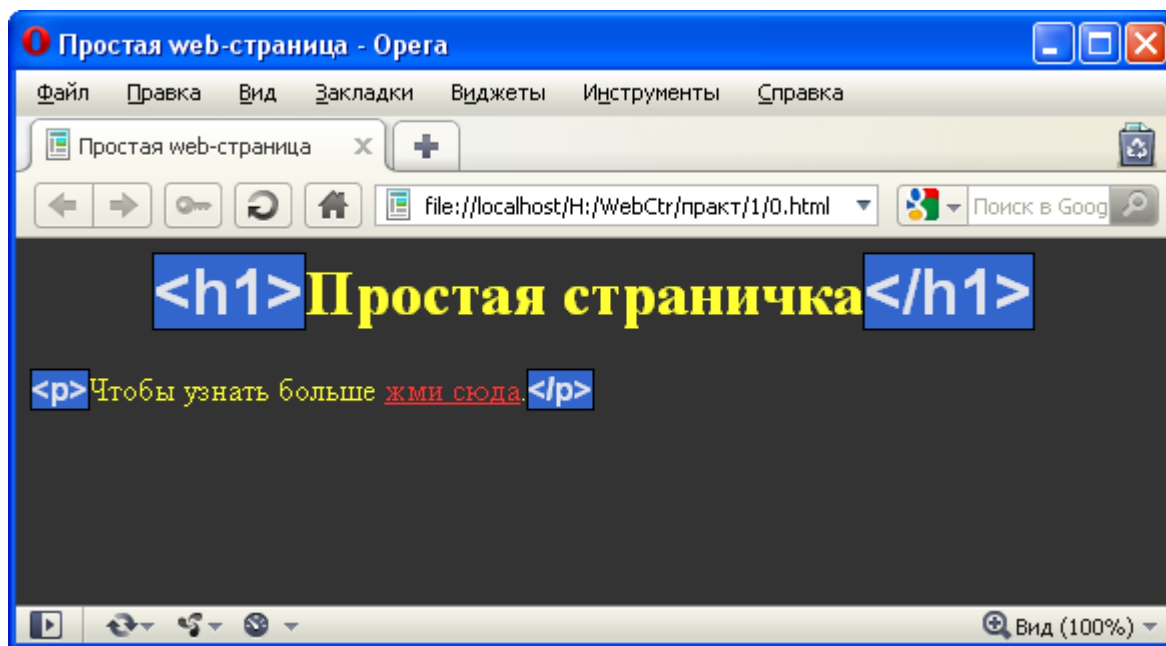 Простая web-страница - Opera
Файл Правка Вид Закладки Виджеты Инструменты Справка
Простая web-страница
file://localhost/H:/WebCtr/практ/1/0.html Поиск в Goog
<h1>Простая страничка</h1>
<p>Чтобы узнать больше жми сюда.</p>
Вид (100%)